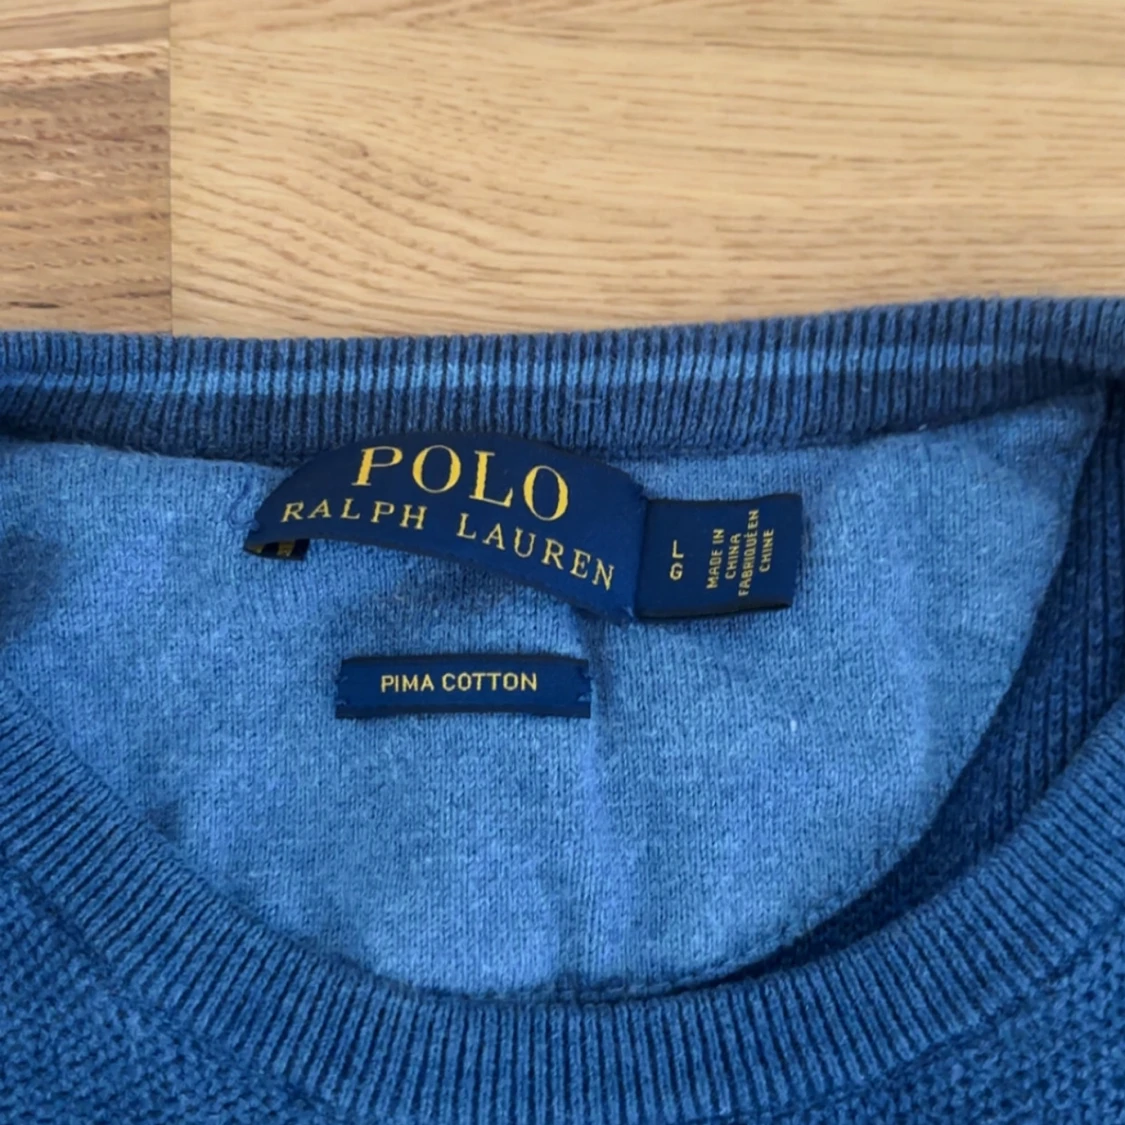 POLO
RALPH LAUREN
L
G
MADE IN
CHINA
FABRIQUÉ EN
CHINE
PIMA COTTON